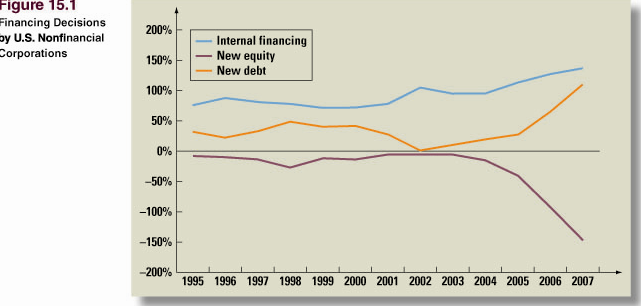 Figure 15.1
Financing Decisions
by U.S. Nonfinancial
Corporations
200%
150%
100%
50%
0%
–50%
–100%
–150%
–200%
Internal financing
New equity
New debt
1995 1996 1997 1998 1999 2000 2001 2002 2003 2004 2005 2006 2007